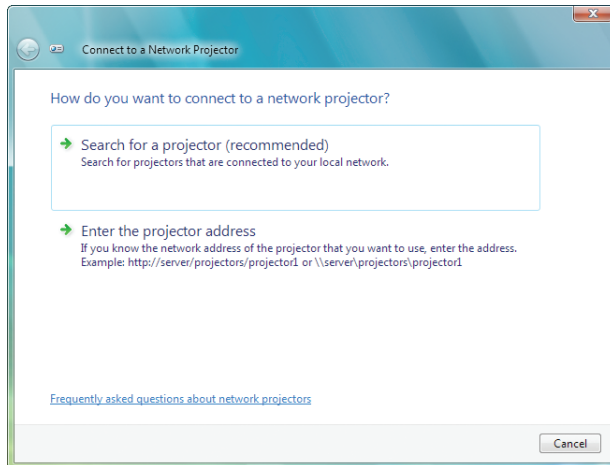 Connect to a Network Projector
How do you want to connect to a network projector?
Search for a projector (recommended)
Search for projectors that are connected to your local network.
Enter the projector address
If you know the network address of the projector that you want to use, enter the address.
Example: http://server/projectors/projector1 or \\server\projectors\projector1
Frequently asked questions about network projectors
Cancel